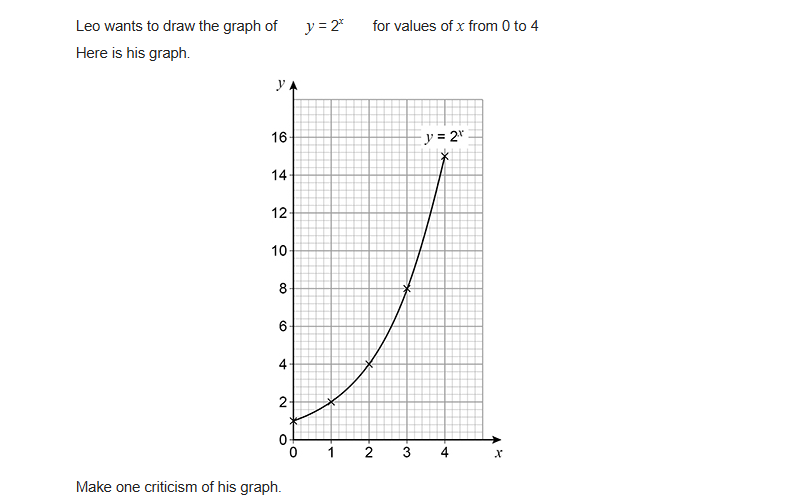 Leo wants to draw the graph of y = 2ˣ for values of x from 0 to 4
Here is his graph.
y
16
y = 2ˣ
14
12
10
8
6
4
2
0
0 1 2 3 4 x
Make one criticism of his graph.